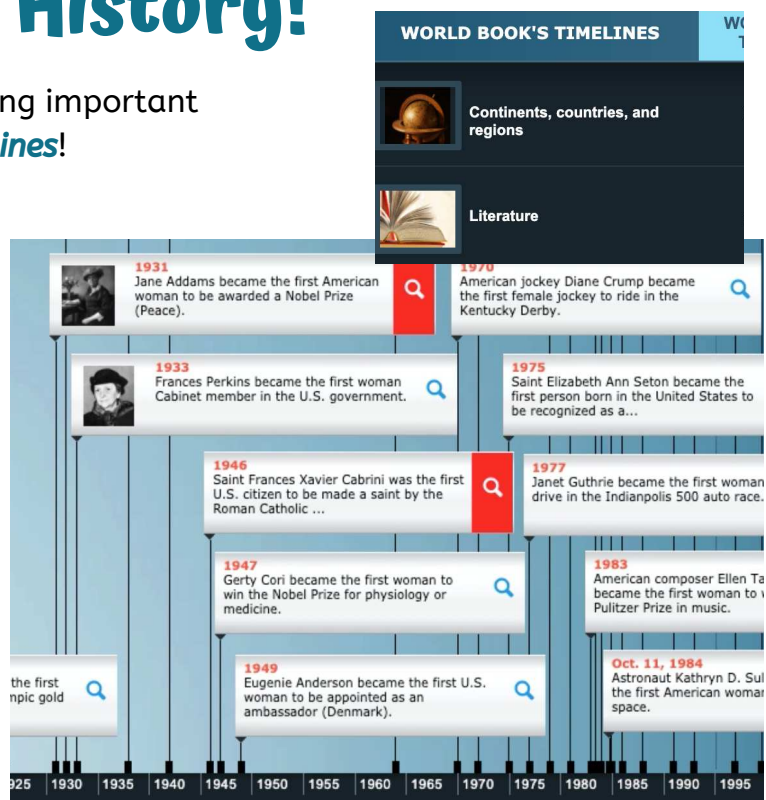 History!
ng important
ines!
WORLD BOOK'S TIMELINES
Continents, countries, and
regions
Literature
1931
Jane Addams became the first American
woman to be awarded a Nobel Prize
(Peace).
1970
American jockey Diane Crump became
the first female jockey to ride in the
Kentucky Derby.
1933
Frances Perkins became the first woman
Cabinet member in the U.S. government.
1975
Saint Elizabeth Ann Seton became the
first person born in the United States to
be recognized as a...
1946
Saint Frances Xavier Cabrini was the first
U.S. citizen to be made a saint by the
Roman Catholic ...
1977
Janet Guthrie became the first woman
drive in the Indianpolis 500 auto race.
1947
Gerty Cori became the first woman to
win the Nobel Prize for physiology or
medicine.
1983
American composer Ellen Ta
became the first woman to
Pulitzer Prize in music.
the first
mpic gold
1949
Eugenie Anderson became the first U.S.
woman to be appointed as an
ambassador (Denmark).
Oct. 11, 1984
Astronaut Kathryn D. Sul
the first American woman
space.
925 1930 1935 1940 1945 1950 1955 1960 1965 1970 1975 1980 1985 1990 1995